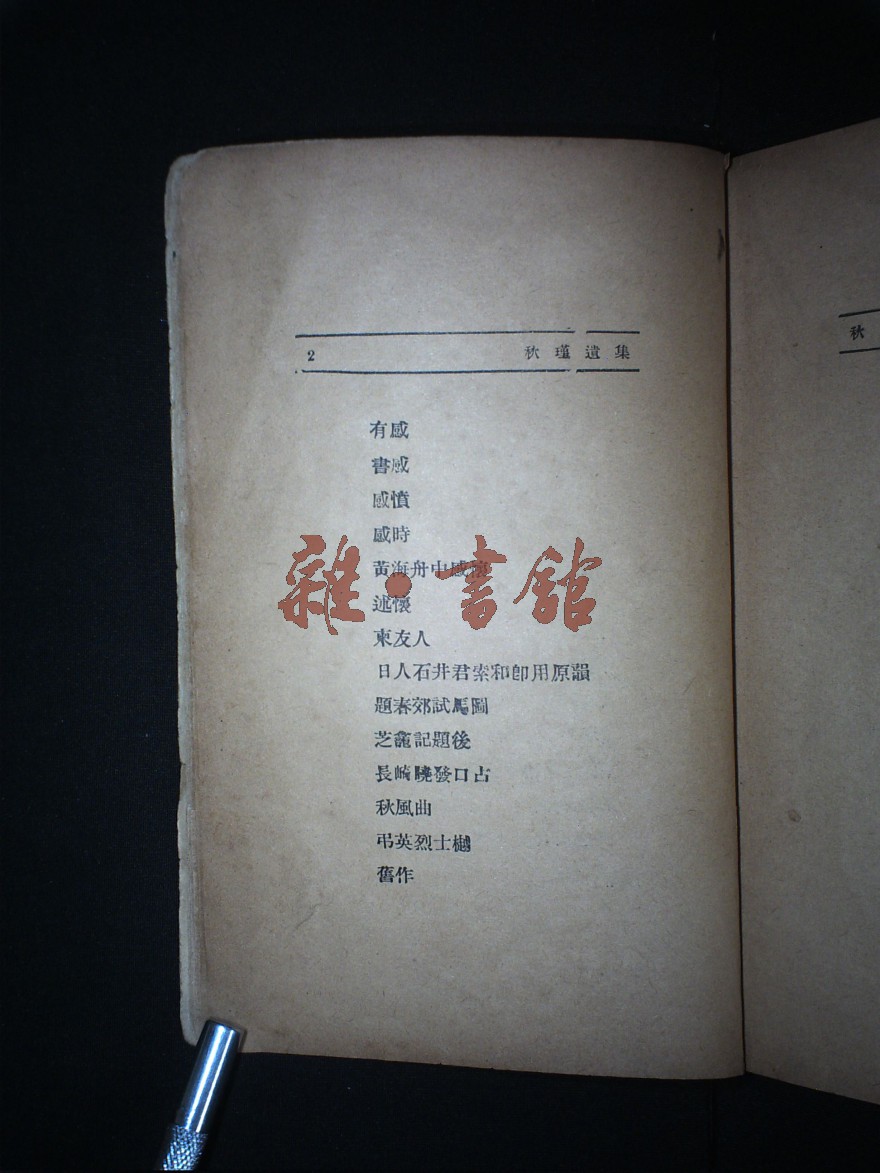 2 秋瑾遺集
有感
書感
感憤
感時
黃海舟中感懷
述懷
柬友人
日人石井君索和卽用原韻
題春郊試馬圖
芝龕記題後
長崎曉發口占
秋風曲
弔吳烈士樾
舊作
雜·書館
秋